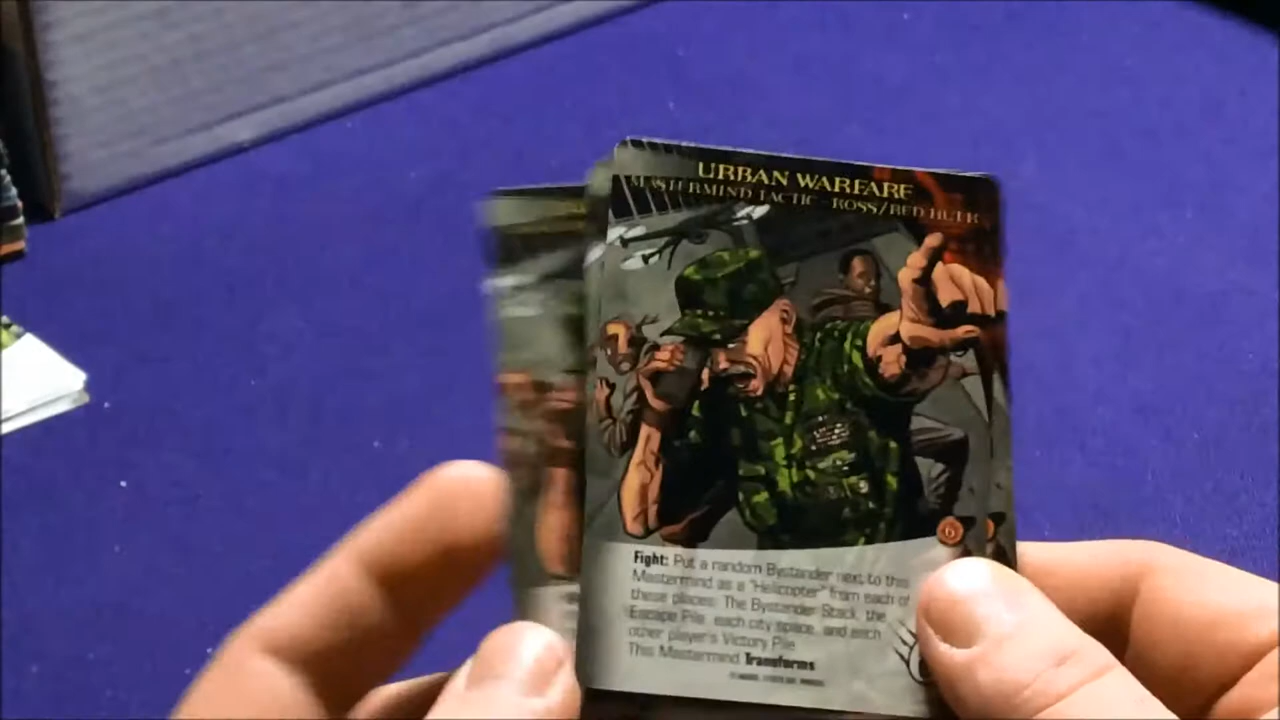 URBAN WARFARE
MASTERMIND TACTIC - ROSS/RED HULK
6
Fight: Put a random Bystander next to this
Mastermind as a "Helicopter" from each of
these places: The Bystander Stack, the
Escape Pile, each city space, and each
other player's Victory Pile.
This Mastermind Transforms